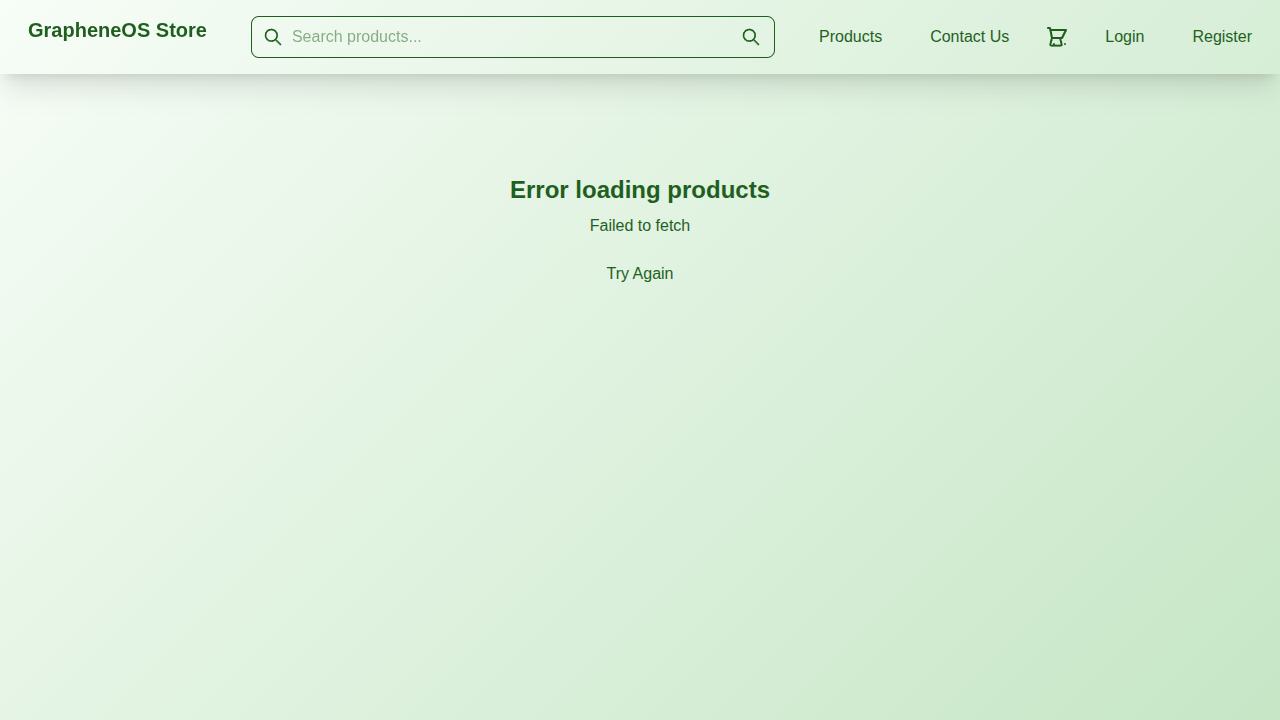 GrapheneOS Store
Search products...
Products
Contact Us
Login
Register
Error loading products
Failed to fetch
Try Again